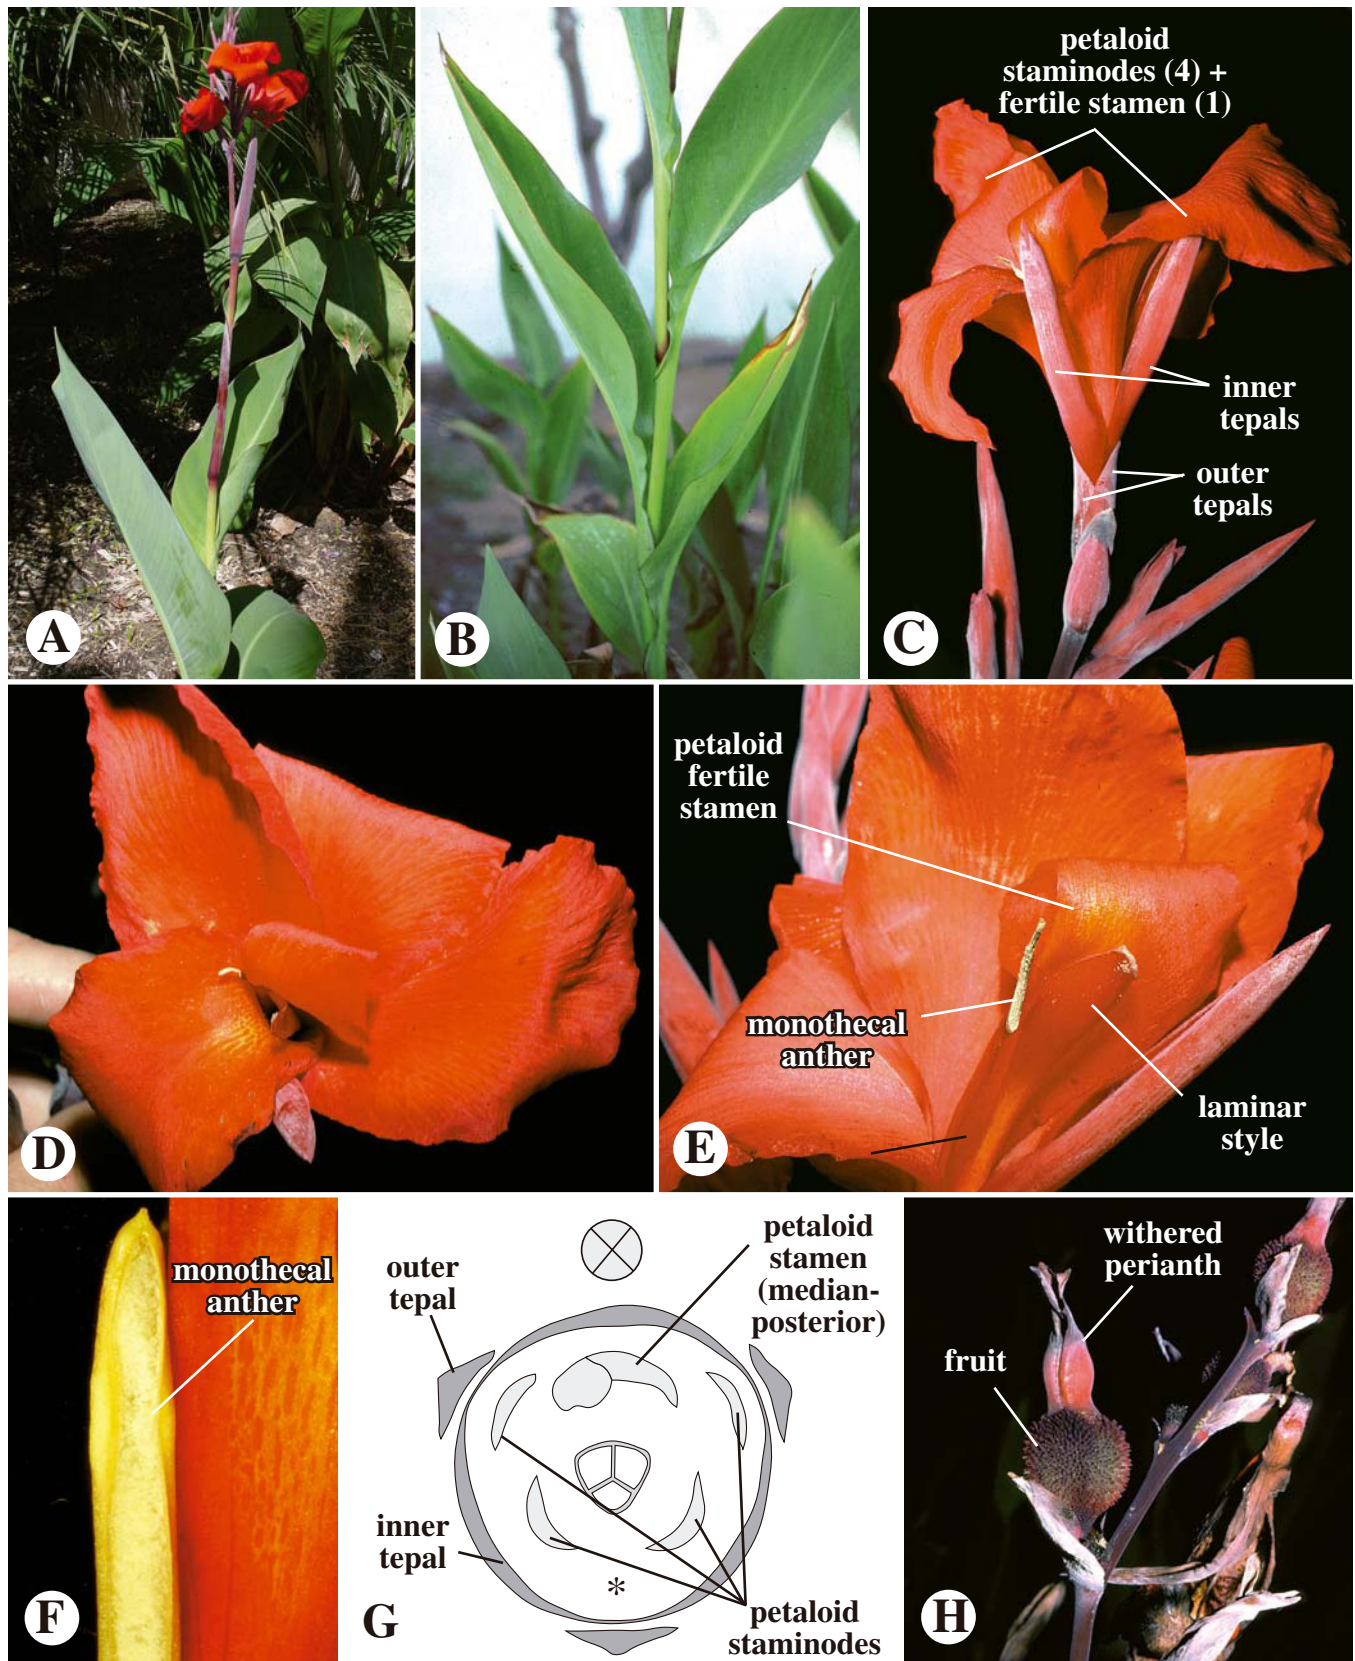 A
B
petaloid
staminodes (4) +
fertile stamen (1)
inner
tepals
outer
tepals
C
D
petaloid
fertile
stamen
monothecal
anther
laminar
style
E
monothecal
anther
F
outer
tepal
petaloid
stamen
(median-
posterior)
inner
tepal
*
petaloid
staminodes
G
withered
perianth
fruit
H